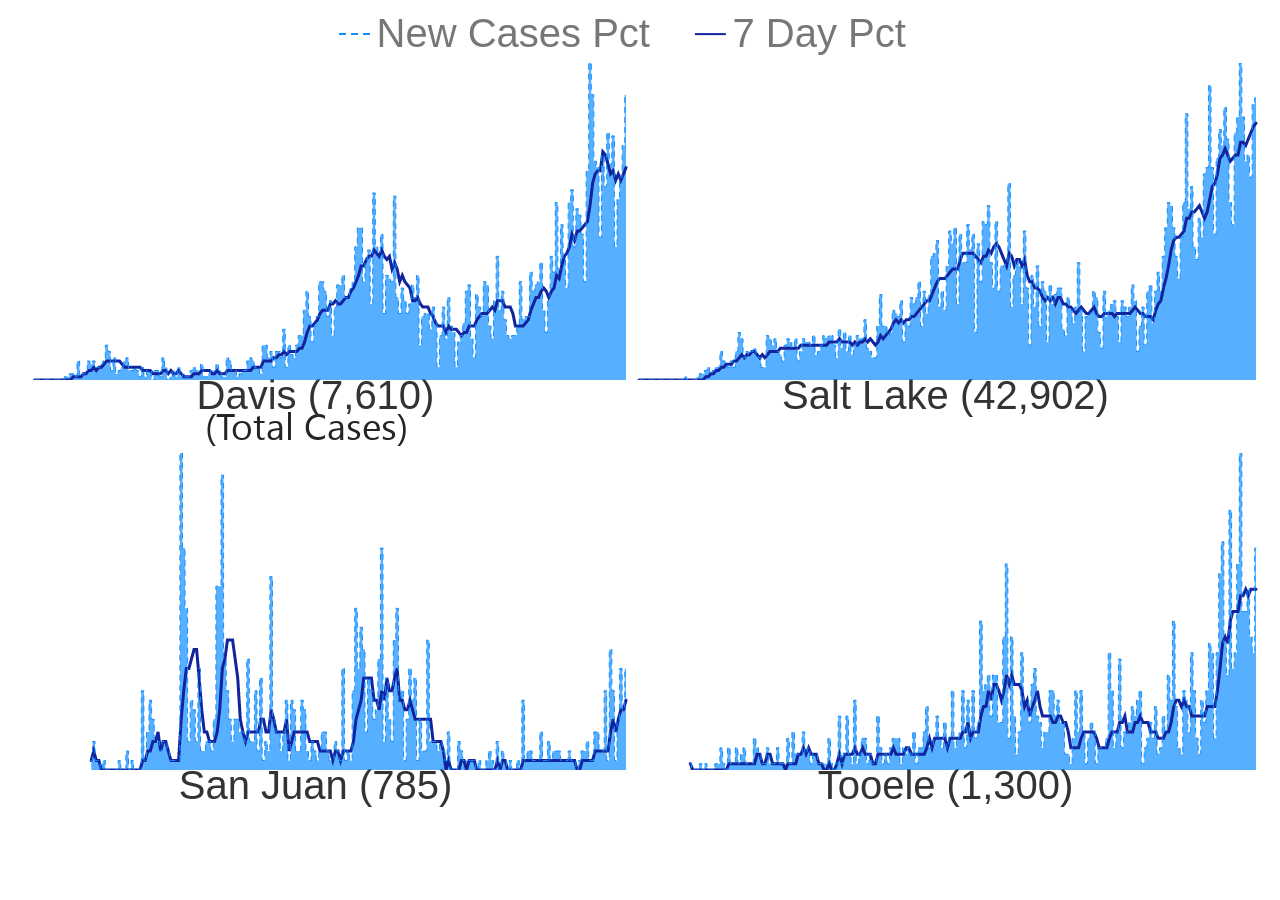 New Cases Pct 7 Day Pct
Davis (7,610) Salt Lake (42,902)
(Total Cases)
San Juan (785) Tooele (1,300)